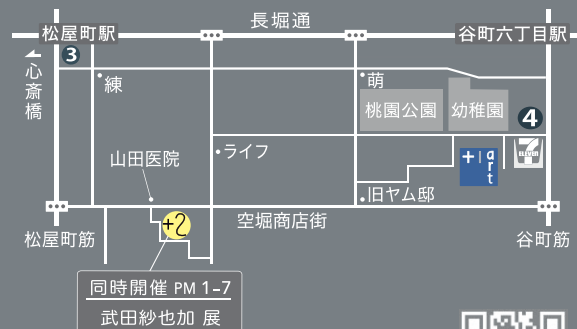 長堀通
松屋町駅
谷町六丁目駅
3
心斎橋
練
萌
桃園公園
幼稚園
4
山田医院
ライフ
+ art
ELEVEN
旧ヤム邸
+2
空堀商店街
松屋町筋
谷町筋
同時開催 PM 1-7
武田紗也加 展